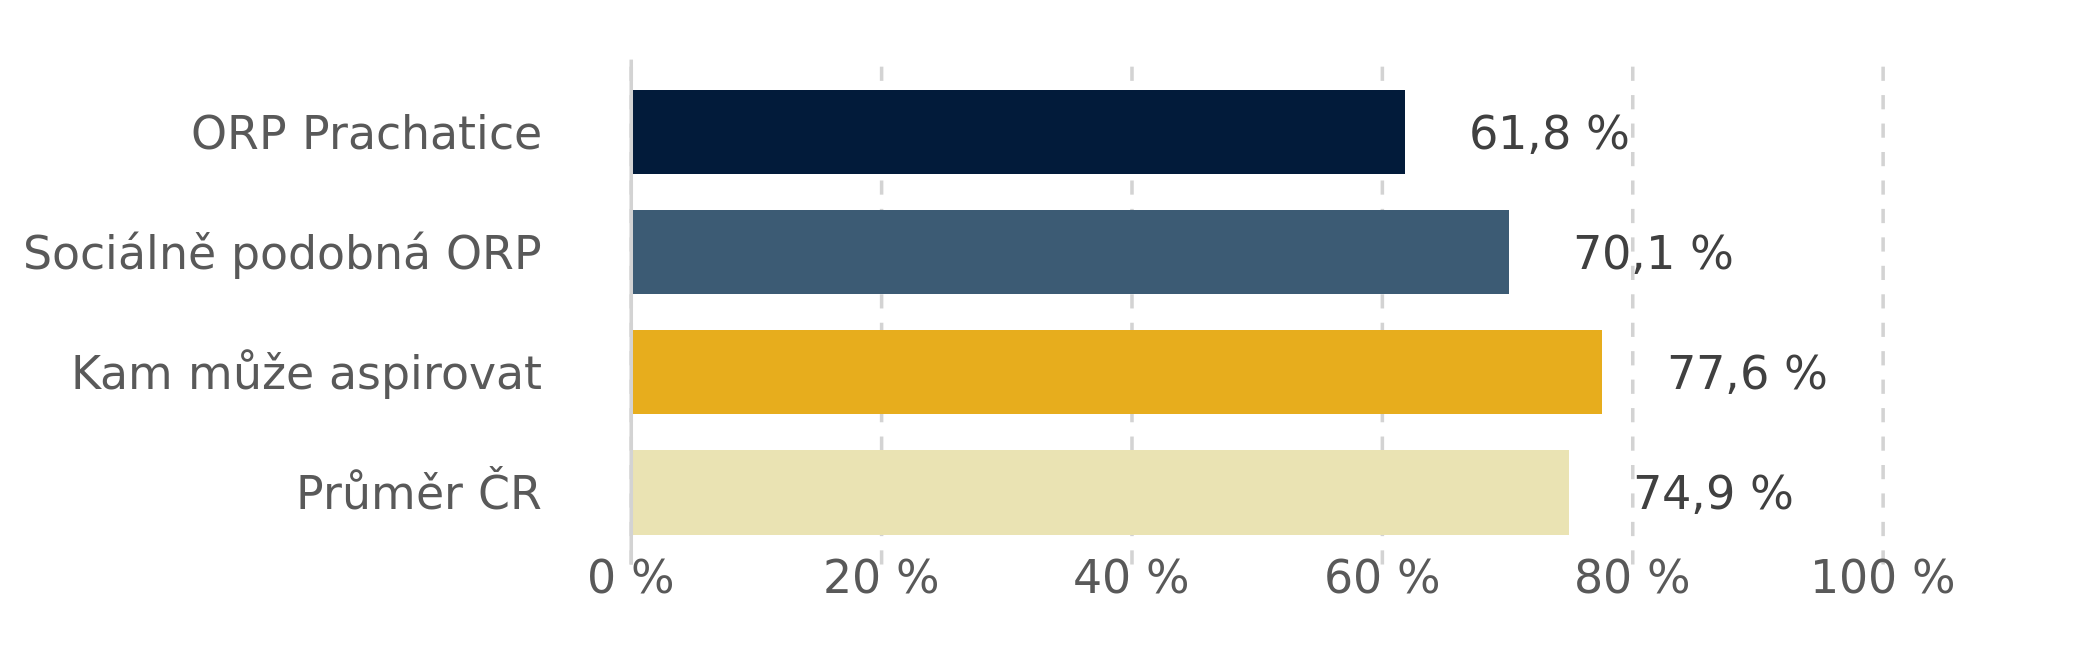 ORP Prachatice 61,8 %
Sociálně podobná ORP 70,1 %
Kam může aspirovat 77,6 %
Průměr ČR 74,9 %
0 % 20 % 40 % 60 % 80 % 100 %